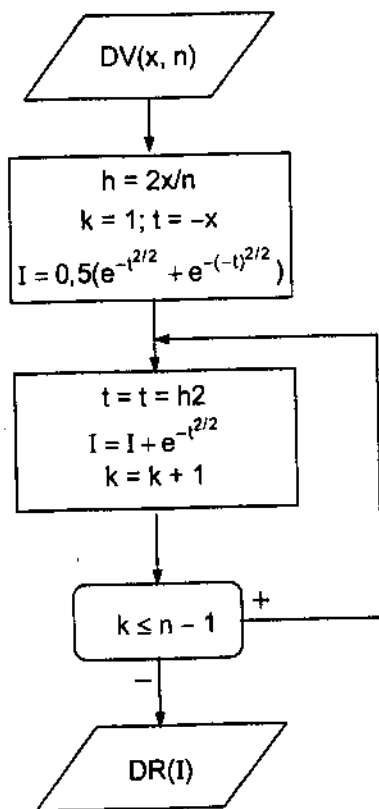 DV(x, n)
h = 2x/n
k = 1; t = −x
I = 0,5(e^{−t^{2/2}} + e^{−(−t)^{2/2}})
t = t = h2
I = I + e^{−t^{2/2}}
k = k + 1
k ≤ n − 1
+
−
DR(I)